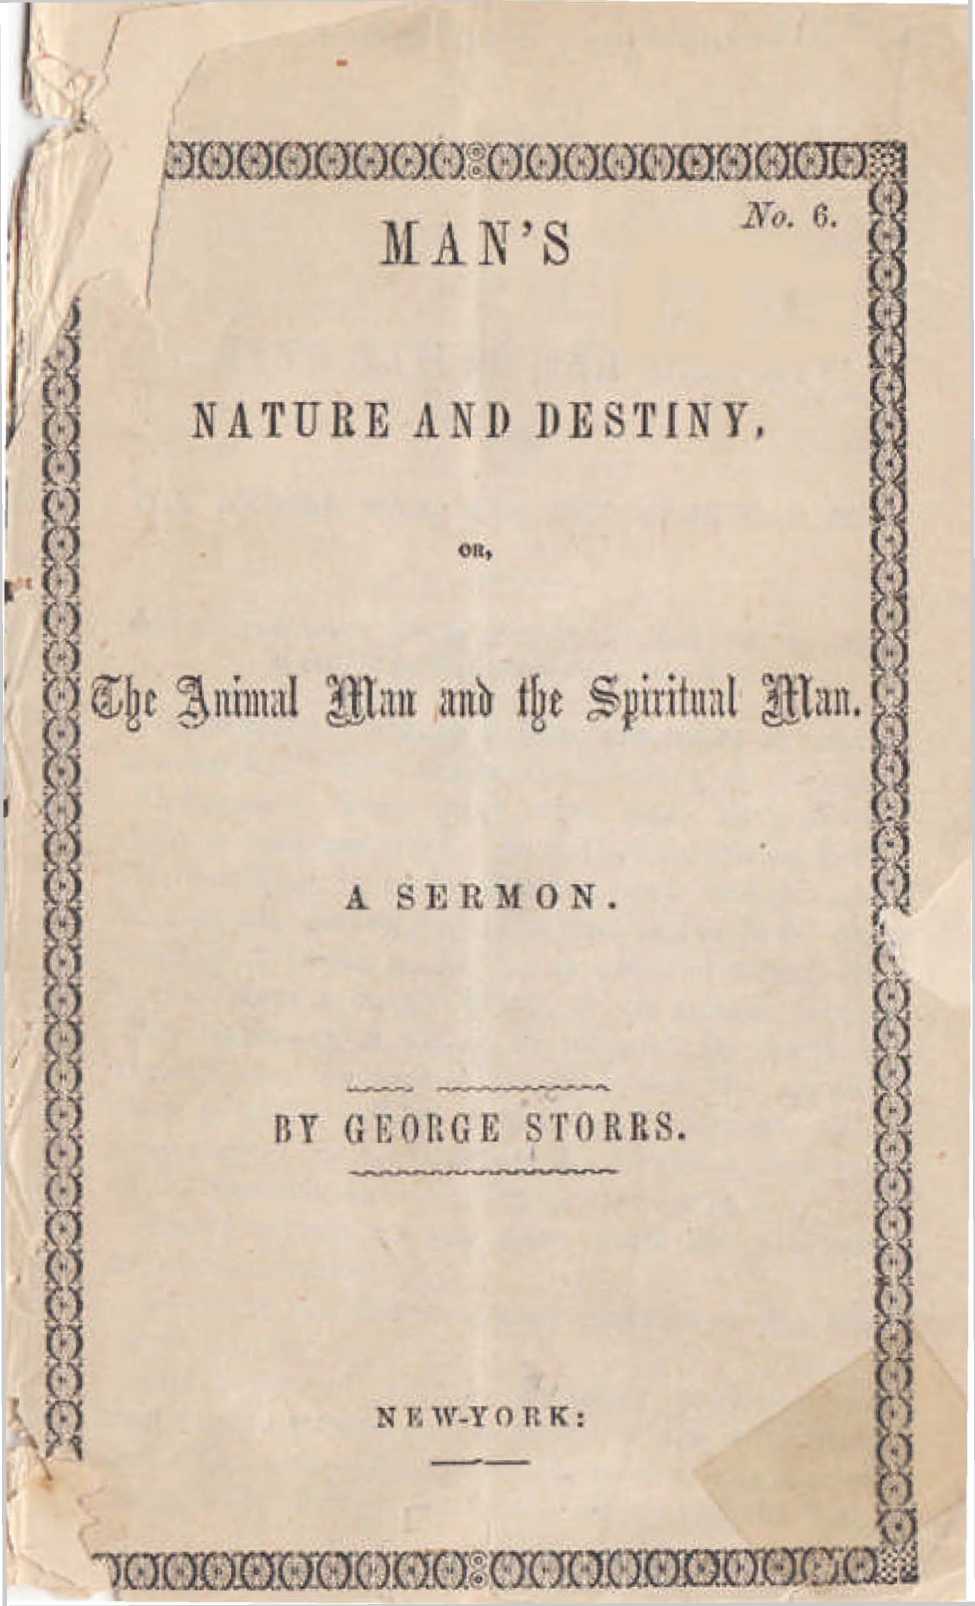 No. 6.
MAN'S
NATURE AND DESTINY,
OR,
The Animal Man and the Spiritual Man.
A SERMON.
BY GEORGE STORRS.
NEW-YORK: